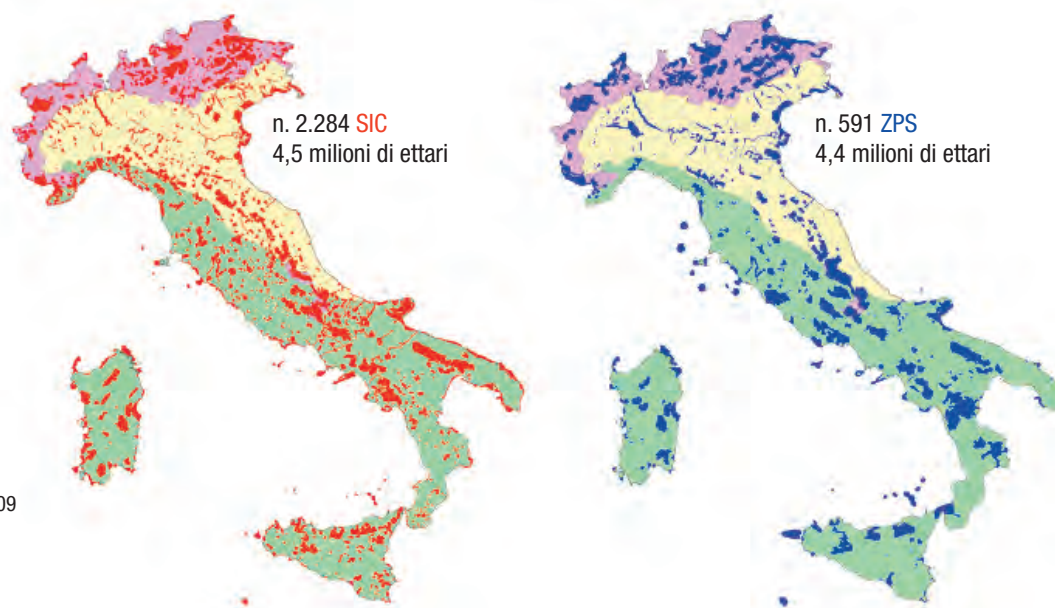 n. 2.284 SIC
4,5 milioni di ettari
n. 591 ZPS
4,4 milioni di ettari
09